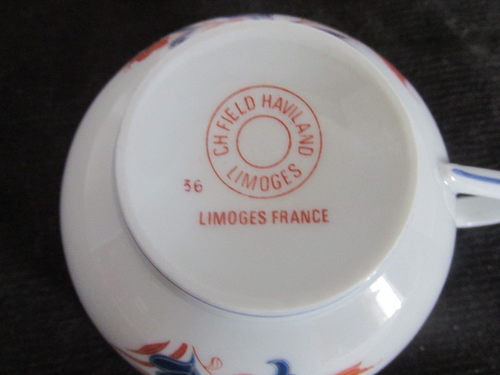 CH FIELD HAVILAND
LIMOGES
36
LIMOGES FRANCE